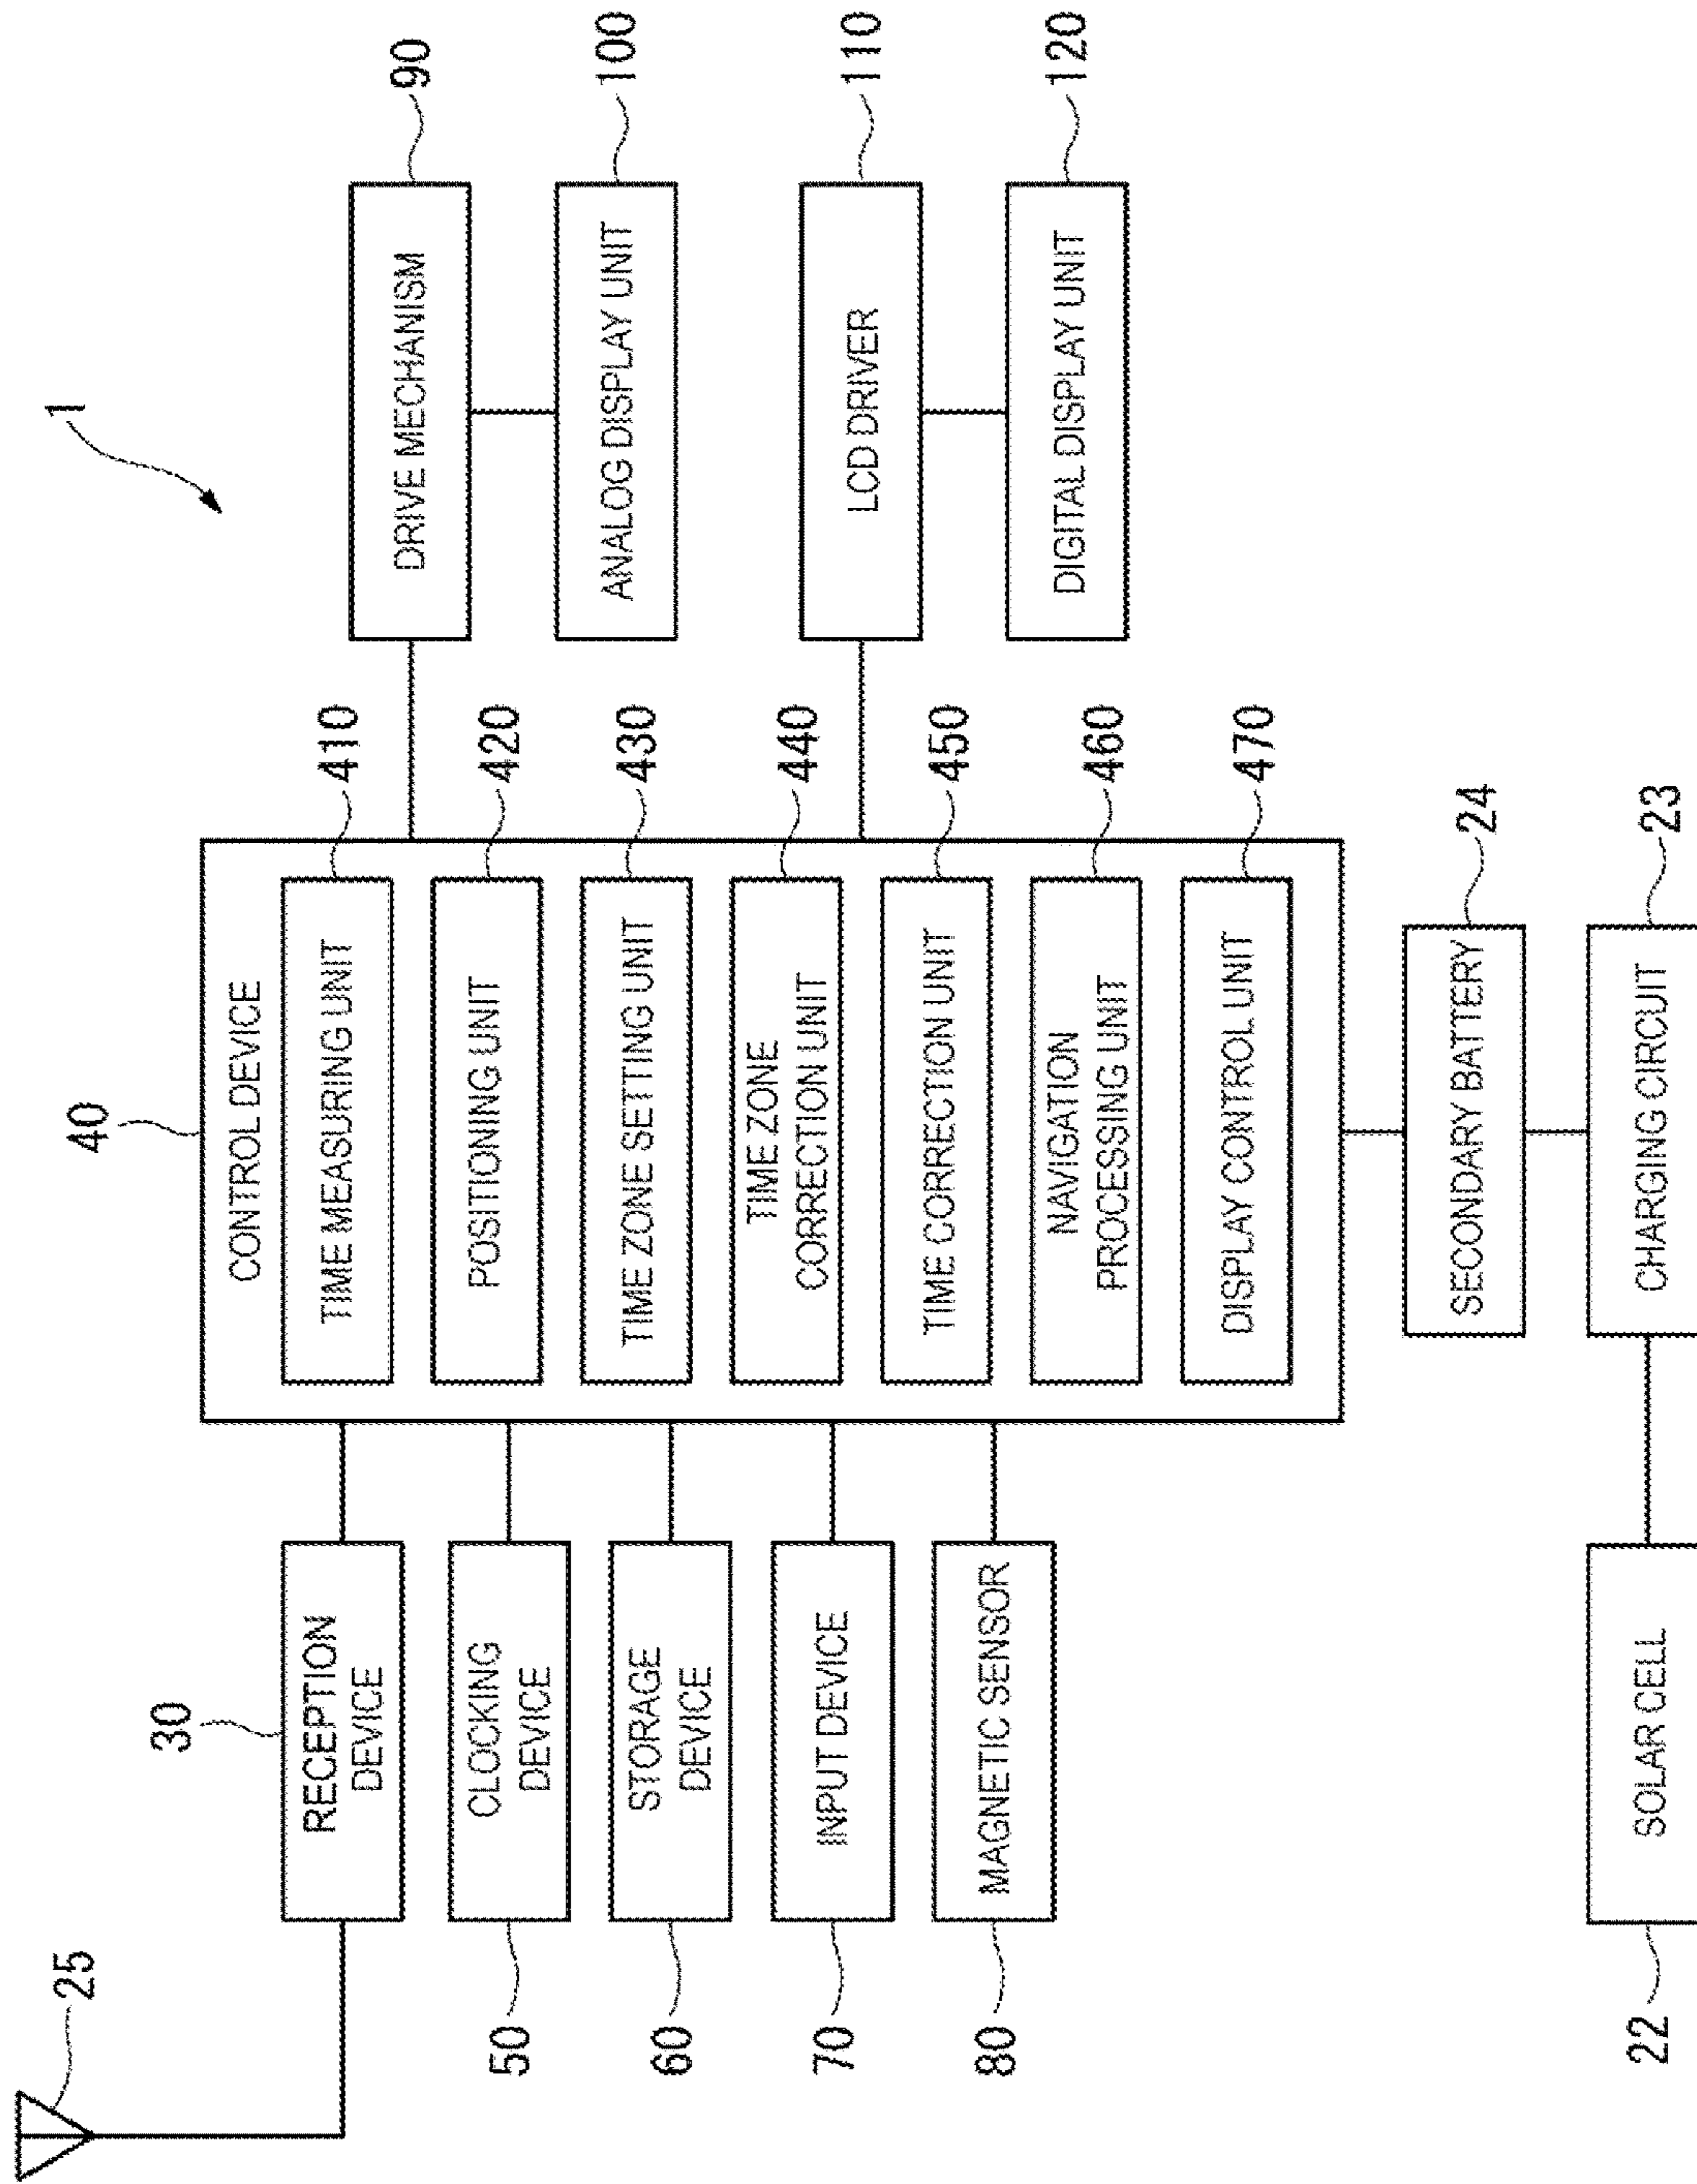 1
25
30
RECEPTION
DEVICE
50
CLOCKING
DEVICE
60
STORAGE
DEVICE
70
INPUT DEVICE
80
MAGNETIC SENSOR
40
CONTROL DEVICE
TIME MEASURING UNIT
410
POSITIONING UNIT
420
TIME ZONE SETTING UNIT
430
TIME ZONE
CORRECTION UNIT
440
TIME CORRECTION UNIT
450
NAVIGATION
PROCESSING UNIT
460
DISPLAY CONTROL UNIT
470
DRIVE MECHANISM
90
ANALOG DISPLAY UNIT
100
LCD DRIVER
110
DIGITAL DISPLAY UNIT
120
SECONDARY BATTERY
24
22
SOLAR CELL
CHARGING CIRCUIT
23